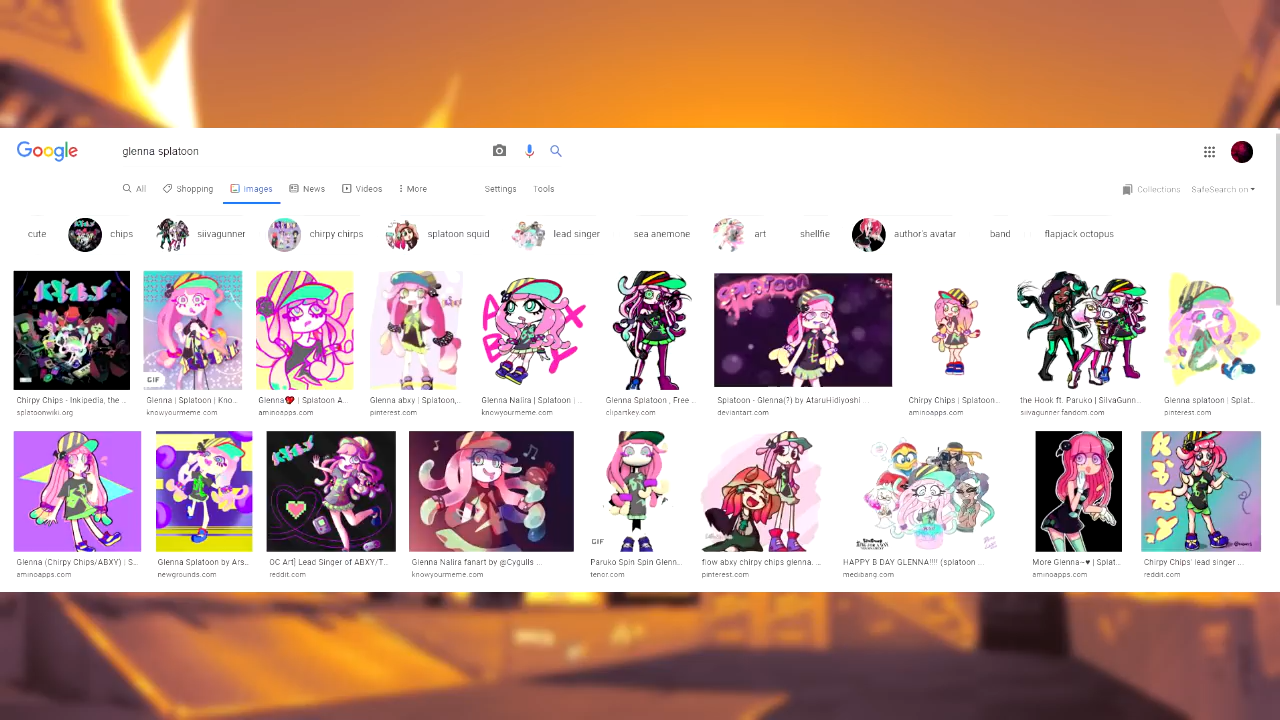 Google
glenna splatoon
All
Shopping
Images
News
Videos
More
Settings
Tools
Collections
SafeSearch on
cute
chips
siivagunner
chirpy chirps
splatoon squid
lead singer
sea anemone
art
shellfie
author's avatar
band
flapjack octopus
GIF
Chirpy Chips - Inkipedia, the ...
splatoonwiki.org
Glenna | Splatoon | Kno...
knowyourmeme.com
Glenna❤️ | Splatoon A...
aminoapps.com
Glenna abxy | Splatoon,...
pinterest.com
A X
B Y
Glenna Nalira | Splatoon | ...
knowyourmeme.com
Glenna Splatoon , Free ...
clipartkey.com
SPLATOON
Splatoon - Glenna(?) by AtaruHidiyoshi ...
deviantart.com
Chirpy Chips | Splatoon...
aminoapps.com
the Hook ft. Paruko | SilvaGunn...
siivagunner.fandom.com
Glenna splatoon | Splat...
pinterest.com
Glenna (Chirpy Chips/ABXY) | S...
aminoapps.com
Glenna Splatoon by Ars...
newgrounds.com
OC Art] Lead Singer of ABXY/T...
reddit.com
Glenna Nalira fanart by @Cyguils ...
knowyourmeme.com
GIF
Paruko Spin Spin Glenn...
tenor.com
flow abxy chirpy chips glenna. ...
pinterest.com
HAPPY B DAY GLENNA!!!! (splatoon ...
medibang.com
More Glenna~♥ | Splat...
aminoapps.com
Chirpy Chips' lead singer ...
reddit.com